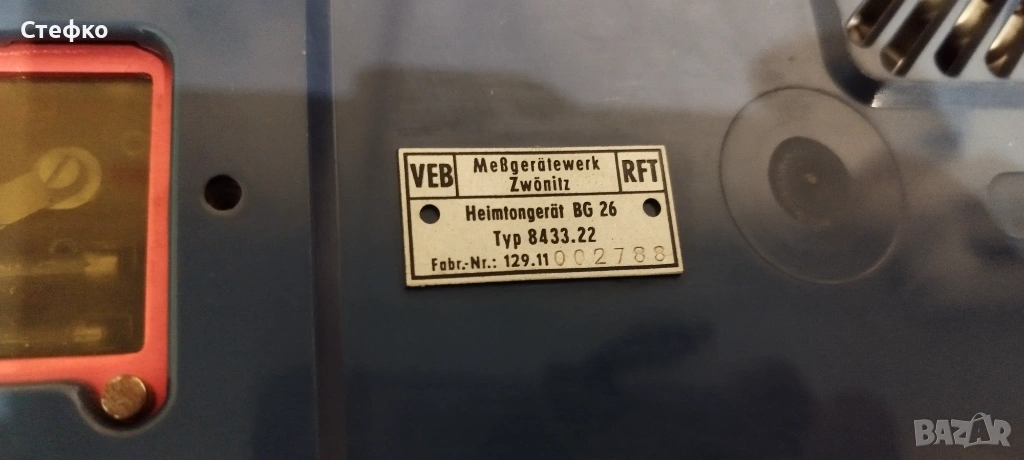 Стефко
VEB Meßgerätewerk Zwönitz RFT
Heimtongerät BG 26
Typ 8433.22
Fabr.-Nr.: 129.11 002788
BAZAR